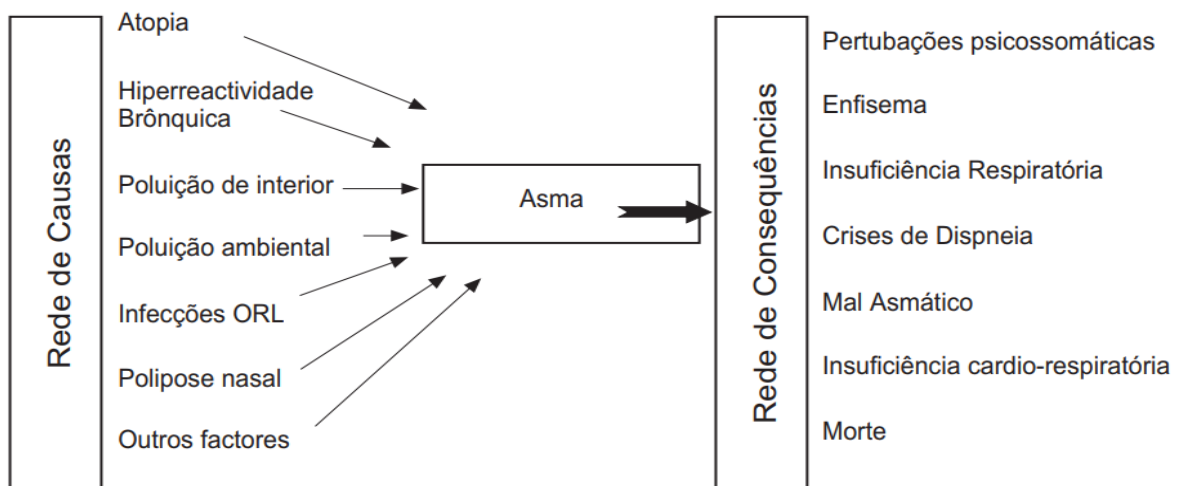 Rede de Causas
Atopia
Hiperreactividade
Brônquica
Poluição de interior
Poluição ambiental
Infecções ORL
Polipose nasal
Outros factores
Asma
Rede de Consequências
Pertubações psicossomáticas
Enfisema
Insuficiência Respiratória
Crises de Dispneia
Mal Asmático
Insuficiência cardio-respiratória
Morte